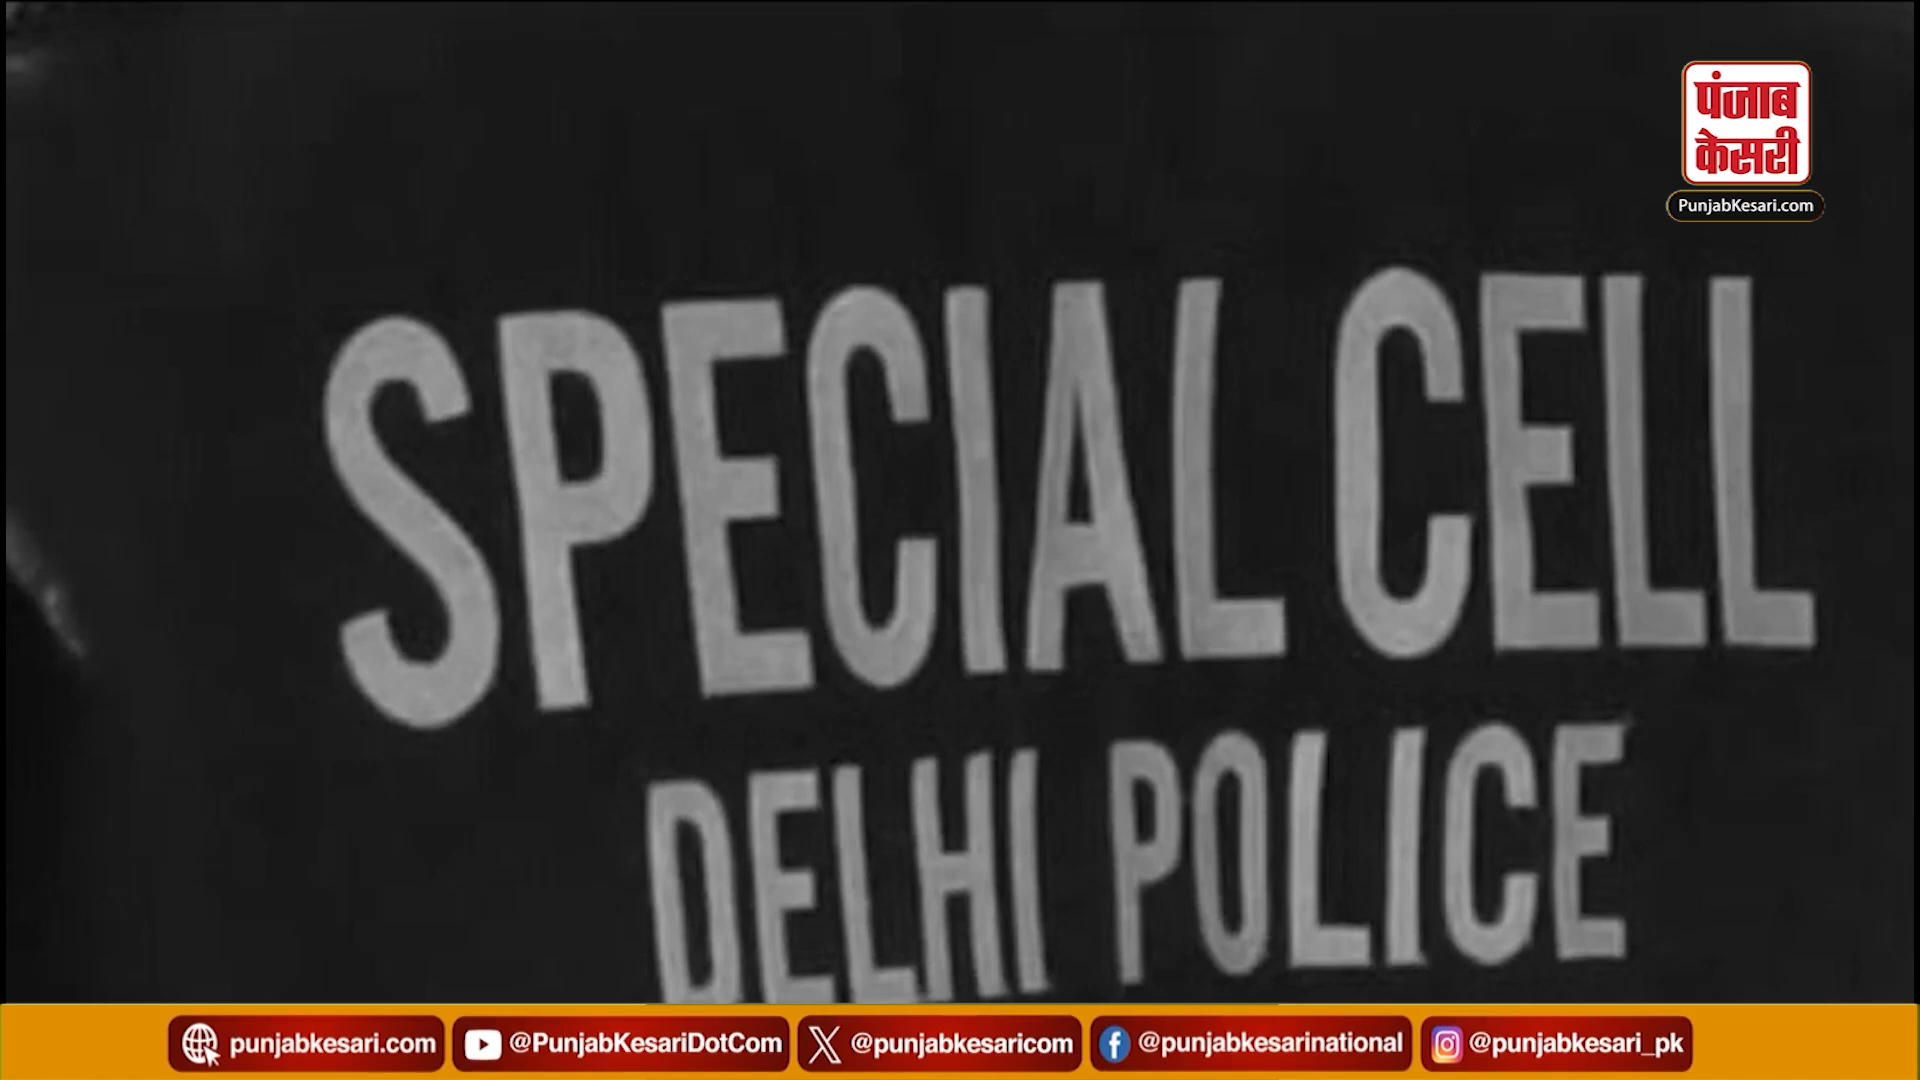 पंजाब
केसरी
PunjabKesari.com
SPECIAL CELL
DELHI POLICE
punjabkesari.com @PunjabKesariDotCom @punjabkesaricom @punjabkesarinational @punjabkesari_pk